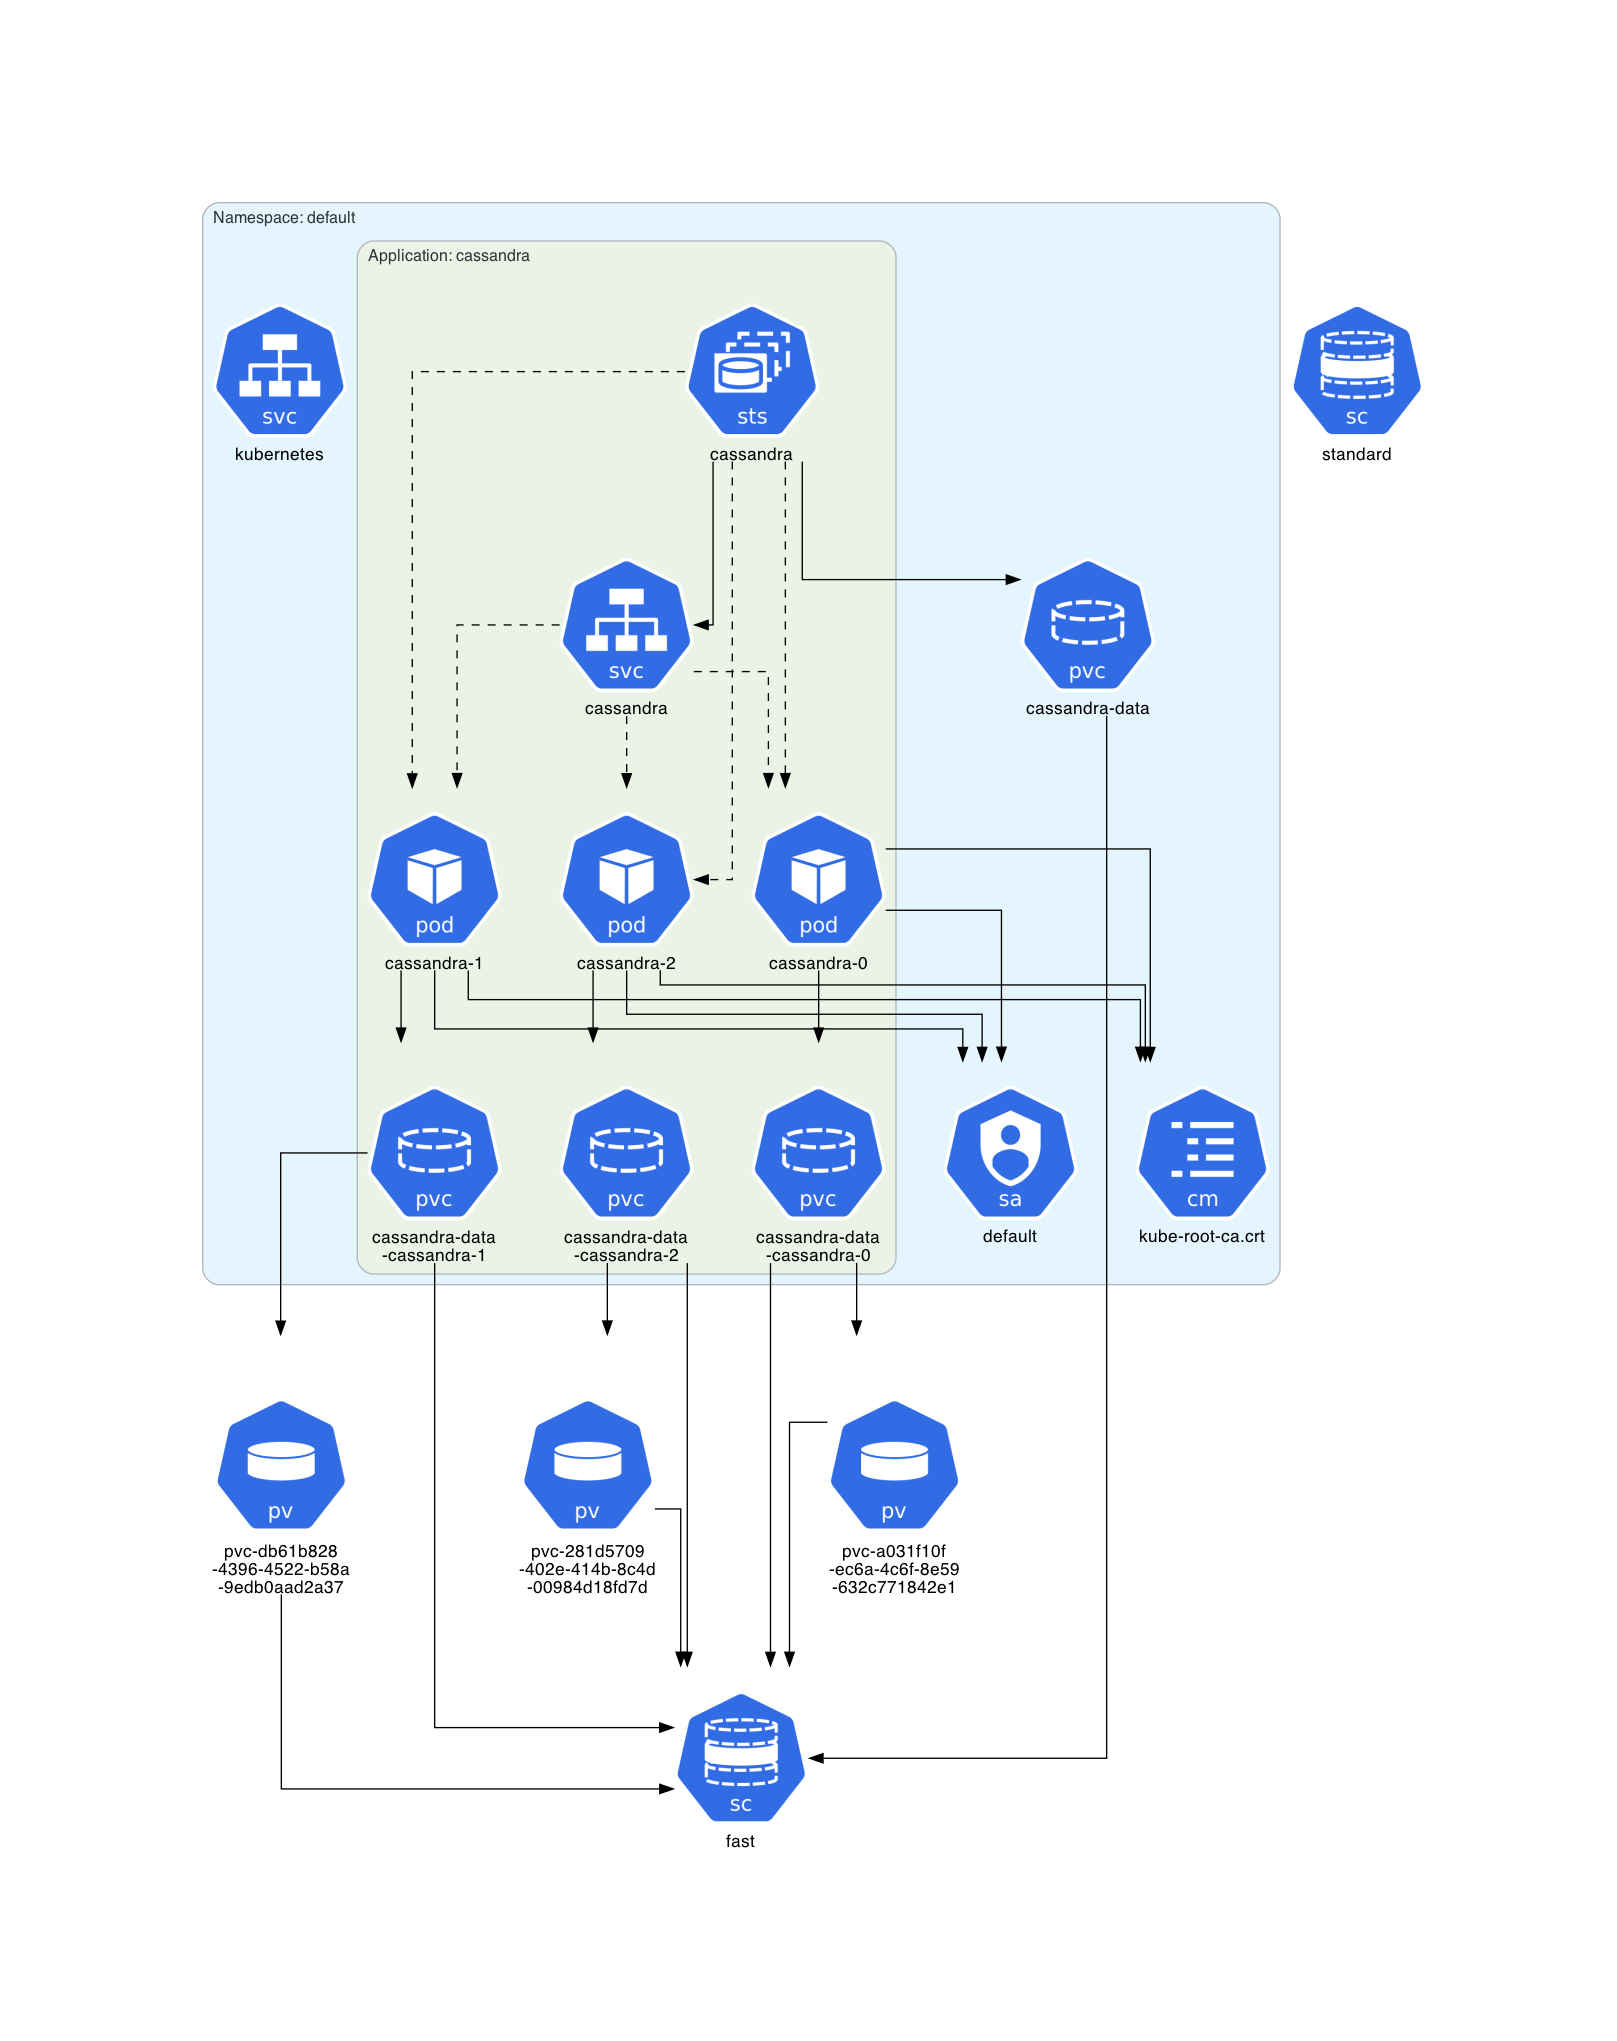 Namespace: default
Application: cassandra
svc
kubernetes
sts
cassandra
sc
standard
svc
cassandra
pvc
cassandra-data
pod
cassandra-1
pod
cassandra-2
pod
cassandra-0
pvc
cassandra-data
-cassandra-1
pvc
cassandra-data
-cassandra-2
pvc
cassandra-data
-cassandra-0
sa
default
cm
kube-root-ca.crt
pv
pvc-db61b828
-4396-4522-b58a
-9edb0aad2a37
pv
pvc-281d5709
-402e-414b-8c4d
-00984d18fd7d
pv
pvc-a031f10f
-ec6a-4c6f-8e59
-632c771842e1
sc
fast